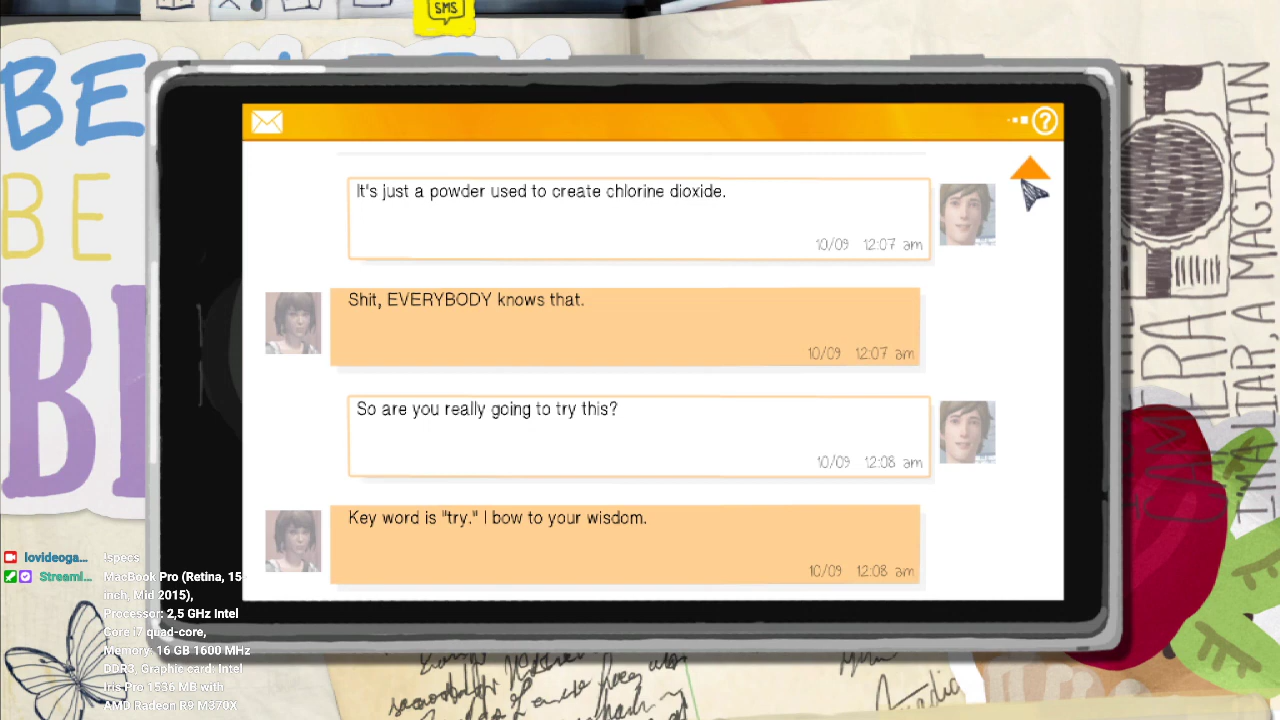 SMS
BE
BE
It's just a powder used to create chlorine dioxide.
10/09 12:07 am
Shit, EVERYBODY knows that.
10/09 12:07 am
So are you really going to try this?
10/09 12:08 am
Key word is "try." I bow to your wisdom.
10/09 12:08 am
CAMERA
I'M A LIAR, A MAGICIAN
lovideoga... !specs
Streaml... MacBook Pro (Retina, 15-
inch, Mid 2015),
Processor: 2,5 GHz Intel
Core i7 quad-core,
Memory: 16 GB 1600 MHz
DDR3, Graphic card: Intel
Iris Pro 1536 MB with
AMD Radeon R9 M370X